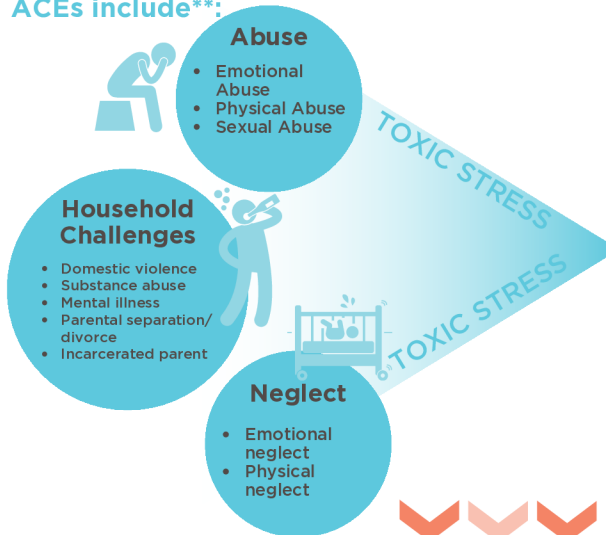 ACEs include**:
Abuse
• Emotional
Abuse
• Physical Abuse
• Sexual Abuse
TOXIC STRESS
Household
Challenges
• Domestic violence
• Substance abuse
• Mental illness
• Parental separation/
divorce
• Incarcerated parent
TOXIC STRESS
Neglect
• Emotional
neglect
• Physical
neglect